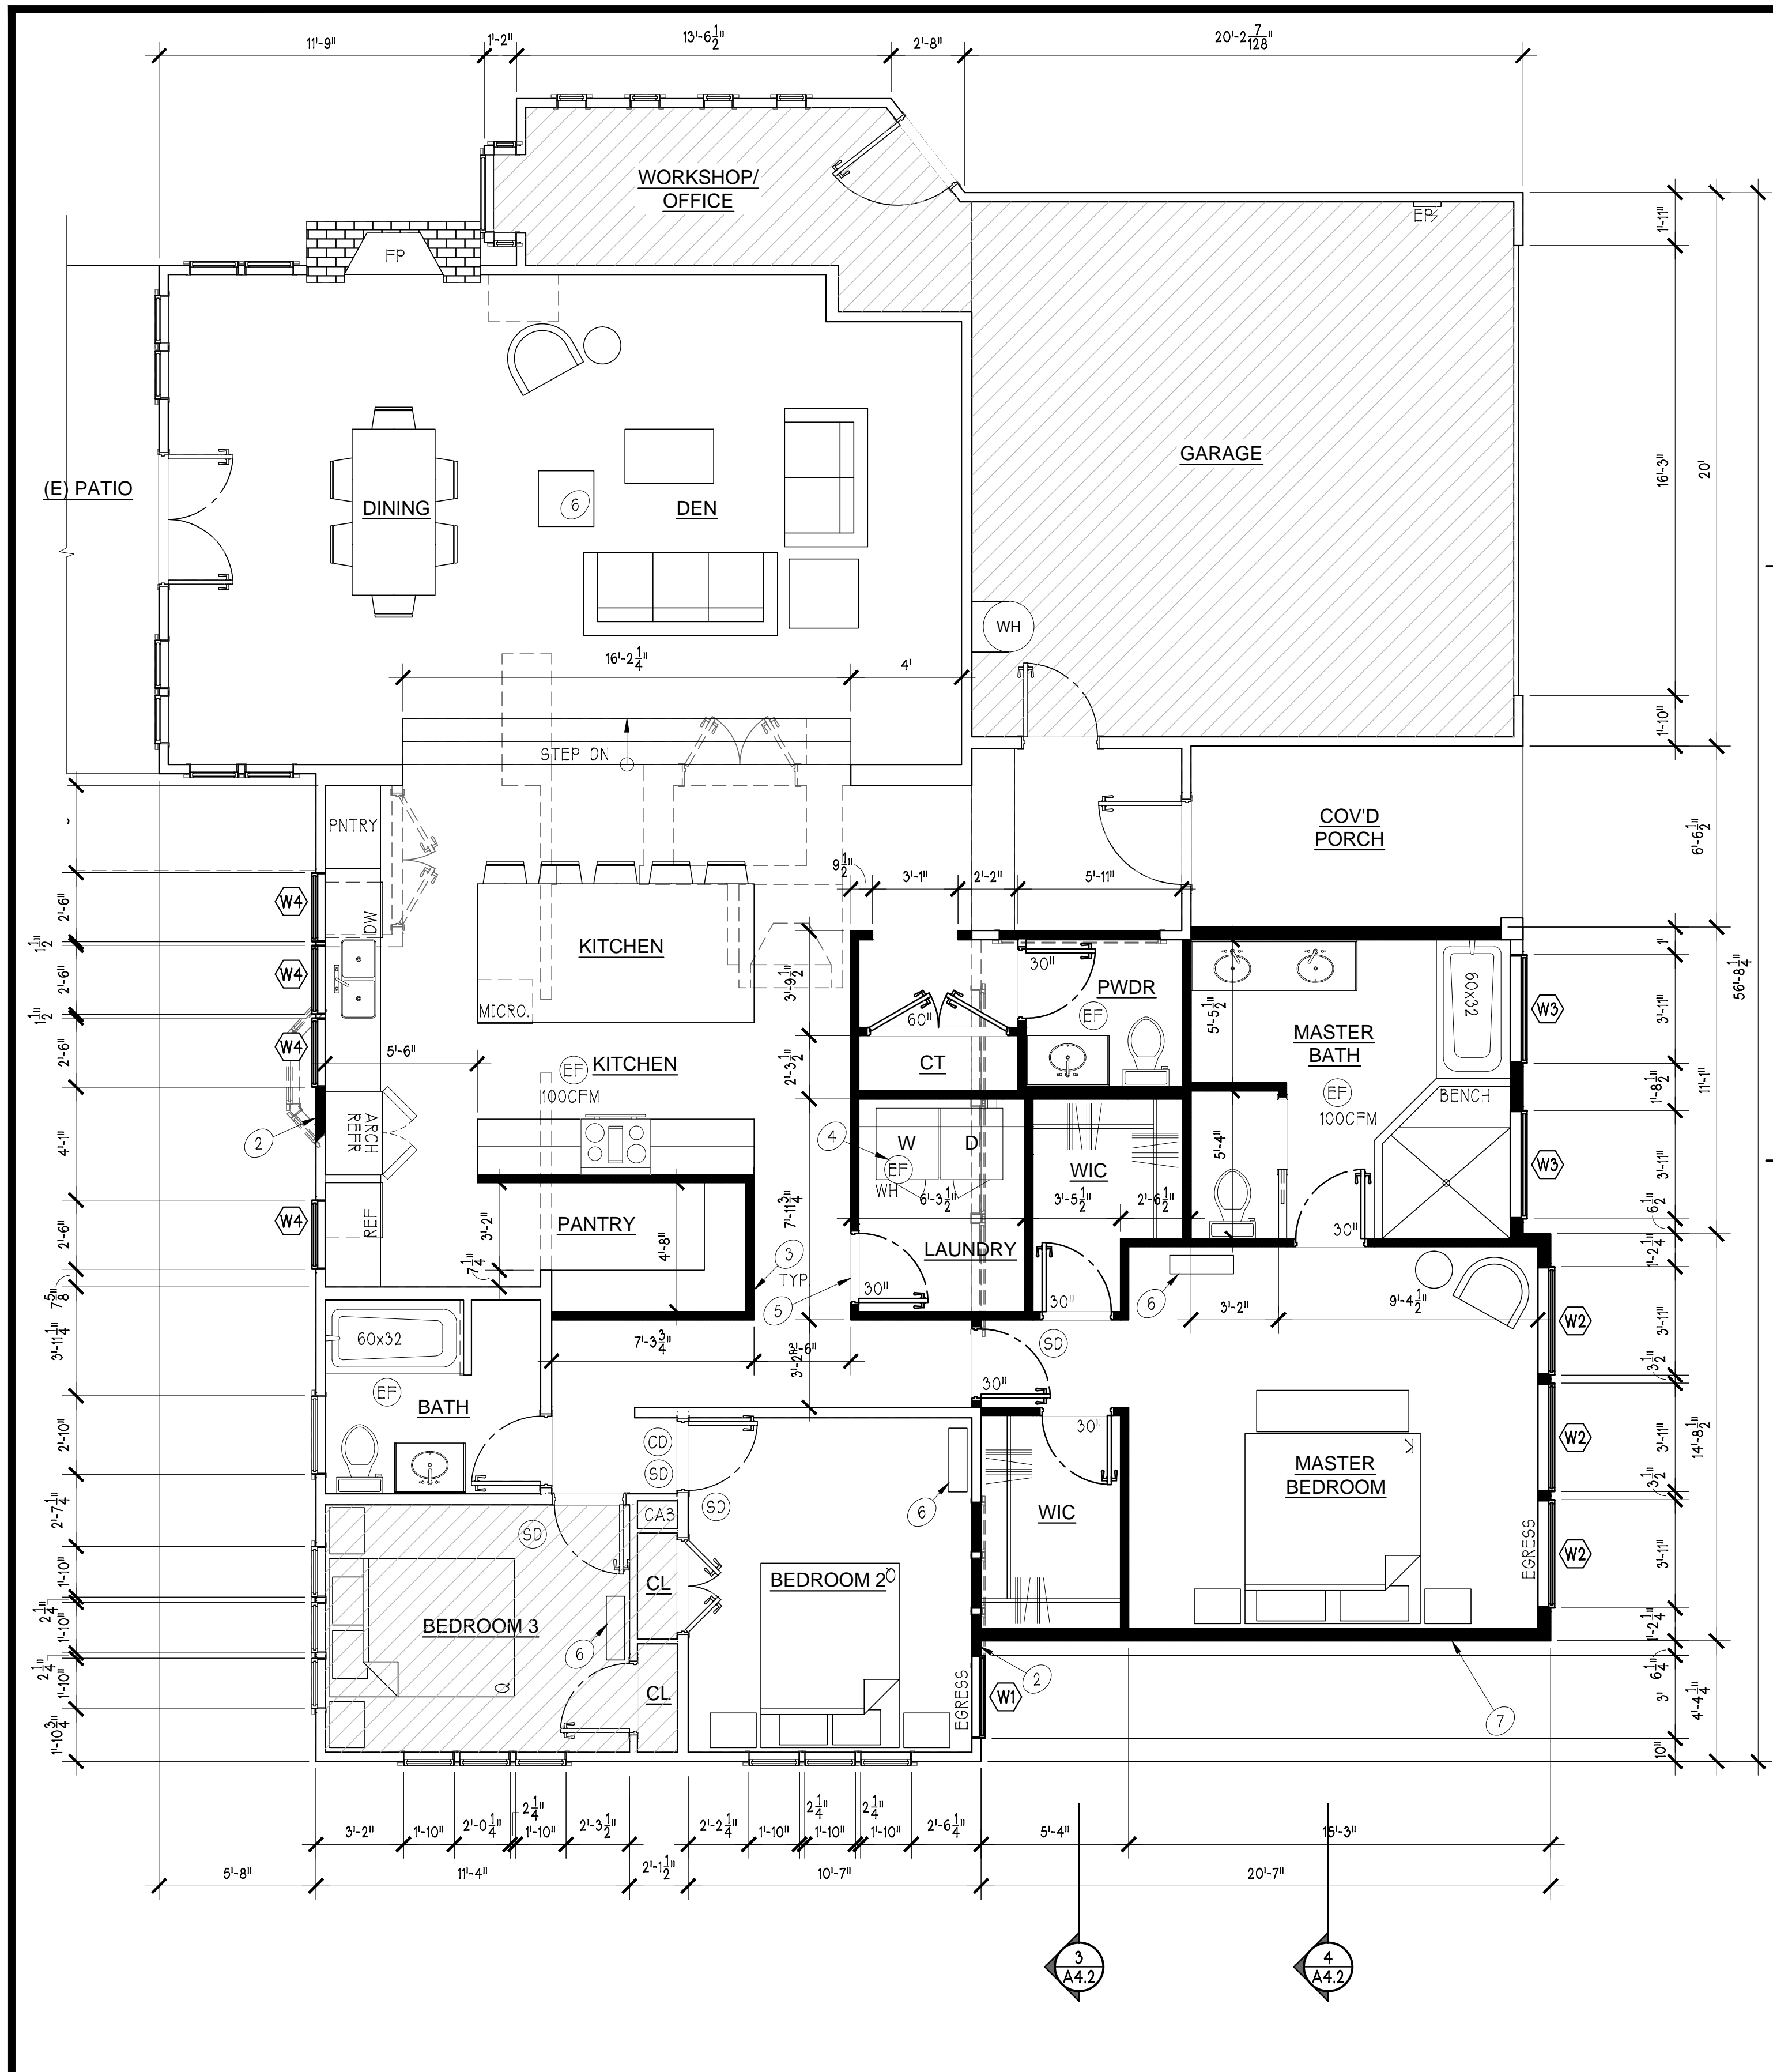 11'-9"
1'-2"
13'-6 1/2"
2'-8"
20'-2 7/128"
WORKSHOP/
OFFICE
FP
EP
1'-11"
(E) PATIO
DINING
6
DEN
GARAGE
16'-3"
20'
WH
16'-2 1/4"
4'
1'-10"
STEP DN
PNTRY
COV'D
PORCH
6'-6 1/2"
9 1/2"
3'-1"
2'-2"
5'-11"
2'-6"
W4
DW
1 1/2"
KITCHEN
3'-9 1/2"
30"
PWDR
EF
5'-5 1/2"
60x32
1'
56'-8 1/4"
2'-6"
W4
MICRO.
60"
MASTER
BATH
W3
3'-11"
1 1/2"
2'-6"
W4
5'-6"
EF
KITCHEN
100CFM
2'-3 1/2"
CT
EF
100CFM
BENCH
1'-8 1/2"
11'-1"
2
ARCH
REFR
4'-1"
4
W
D
EF
WH
WIC
5'-4"
W3
3'-11"
6'-3 1/2"
3'-5 1/2"
2'-6 1/2"
6 1/2"
2'-6"
W4
REF
3'-2"
PANTRY
4'-8"
7'-11 3/4"
LAUNDRY
30"
1'-2 1/4"
7 1/4"
7 5/8"
3
TYP.
5
30"
30"
6
3'-2"
9'-4 1/2"
W2
3'-11"
3'-11 1/4"
60x32
7'-3 3/4"
3'-6"
3'-2"
SD
3 1/2"
EF
BATH
30"
30"
2'-10"
CD
SD
SD
MASTER
BEDROOM
W2
3'-11"
14'-8 1/2"
3 1/2"
2'-7 1/4"
SD
CAB
6
WIC
EGRESS
W2
3'-11"
1'-10"
CL
BEDROOM 2
2 1/4"
1'-10"
BEDROOM 3
6
1'-2 1/4"
2 1/4"
1'-10"
CL
EGRESS
W1
2
7
6 1/4"
3'
4'-4 1/4"
1'-10 3/4"
10"
3'-2"
1'-10"
2'-0 1/4"
2 1/4"
1'-10"
2'-3 1/2"
2'-2 1/4"
1'-10"
2 1/4"
1'-10"
2 1/4"
1'-10"
2'-6 1/4"
5'-4"
15'-3"
5'-8"
11'-4"
2'-1 1/2"
10'-7"
20'-7"
3
A4.2
4
A4.2